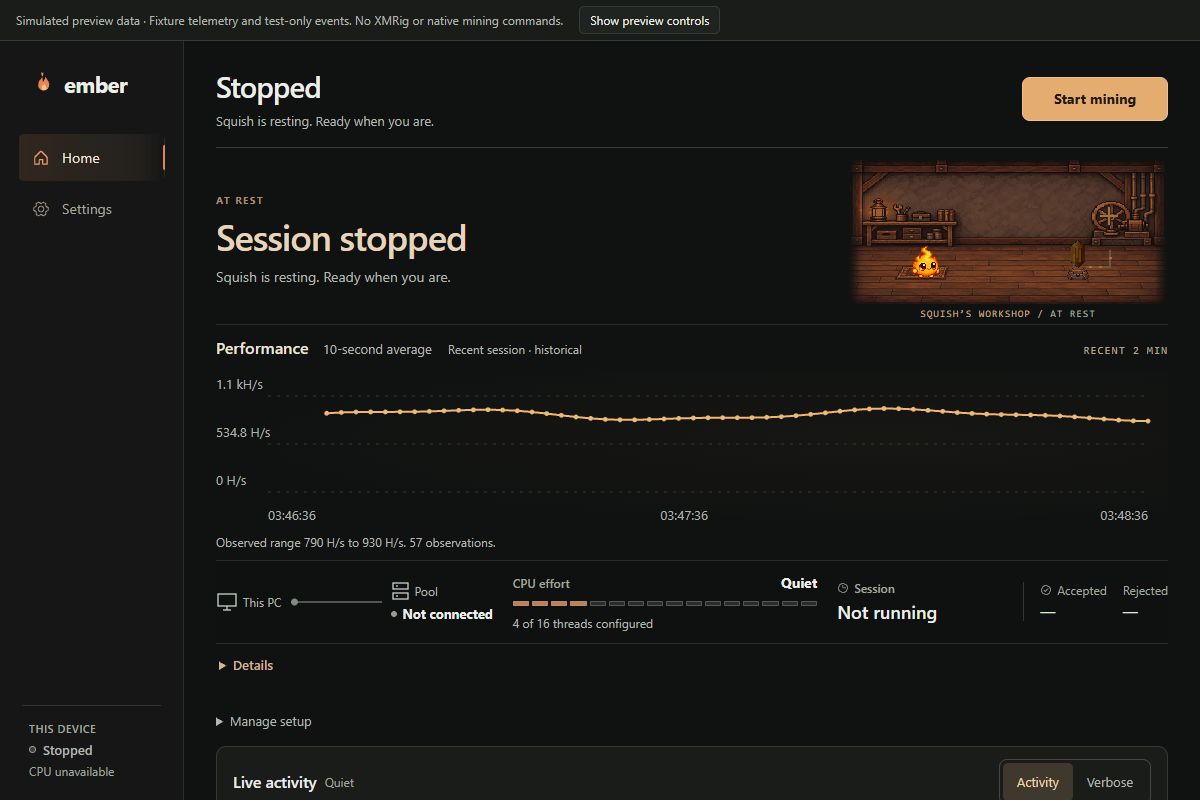 Simulated preview data · Fixture telemetry and test-only events. No XMRig or native mining commands.
Show preview controls
ember
Home
Settings
THIS DEVICE
Stopped
CPU unavailable
Stopped
Squish is resting. Ready when you are.
Start mining
AT REST
Session stopped
Squish is resting. Ready when you are.
SQUISH'S WORKSHOP / AT REST
Performance 10-second average Recent session · historical
RECENT 2 MIN
1.1 kH/s
534.8 H/s
0 H/s
03:46:36 03:47:36 03:48:36
Observed range 790 H/s to 930 H/s. 57 observations.
This PC
Pool
Not connected
CPU effort Quiet
4 of 16 threads configured
Session
Not running
Accepted
—
Rejected
—
Details
Manage setup
Live activity Quiet
Activity Verbose